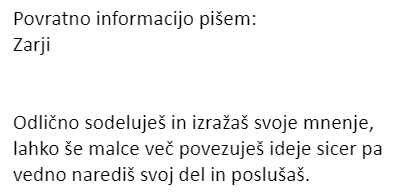 Povratno informacijo pišem:
Zarji
Odlično sodeluješ in izražaš svoje mnenje,
lahko še malce več povezuješ ideje sicer pa
vedno narediš svoj del in poslušaš.